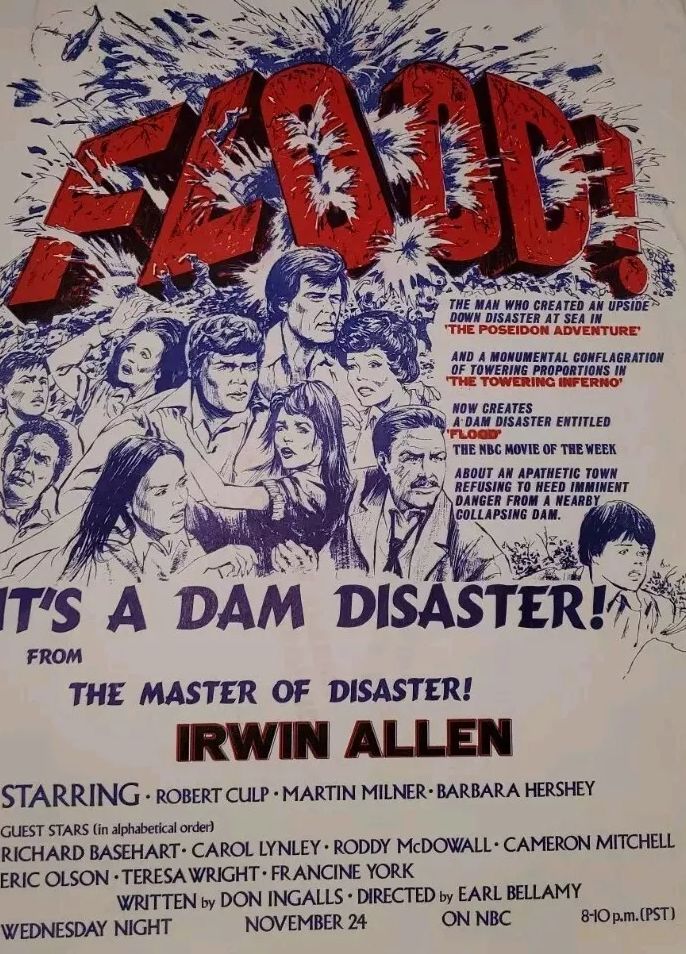 FLOOD!
THE MAN WHO CREATED AN UPSIDE
DOWN DISASTER AT SEA IN
'THE POSEIDON ADVENTURE'
AND A MONUMENTAL CONFLAGRATION
OF TOWERING PROPORTIONS IN
'THE TOWERING INFERNO'
NOW CREATES
A DAM DISASTER ENTITLED
'FLOOD'
THE NBC MOVIE OF THE WEEK
ABOUT AN APATHETIC TOWN
REFUSING TO HEED IMMINENT
DANGER FROM A NEARBY
COLLAPSING DAM.
IT'S A DAM DISASTER!
FROM
THE MASTER OF DISASTER!
IRWIN ALLEN
STARRING • ROBERT CULP • MARTIN MILNER • BARBARA HERSHEY
GUEST STARS (in alphabetical order)
RICHARD BASEHART • CAROL LYNLEY • RODDY McDOWALL • CAMERON MITCHELL
ERIC OLSON • TERESA WRIGHT • FRANCINE YORK
WRITTEN by DON INGALLS • DIRECTED by EARL BELLAMY
WEDNESDAY NIGHT NOVEMBER 24 ON NBC 8-10 p.m. (PST)